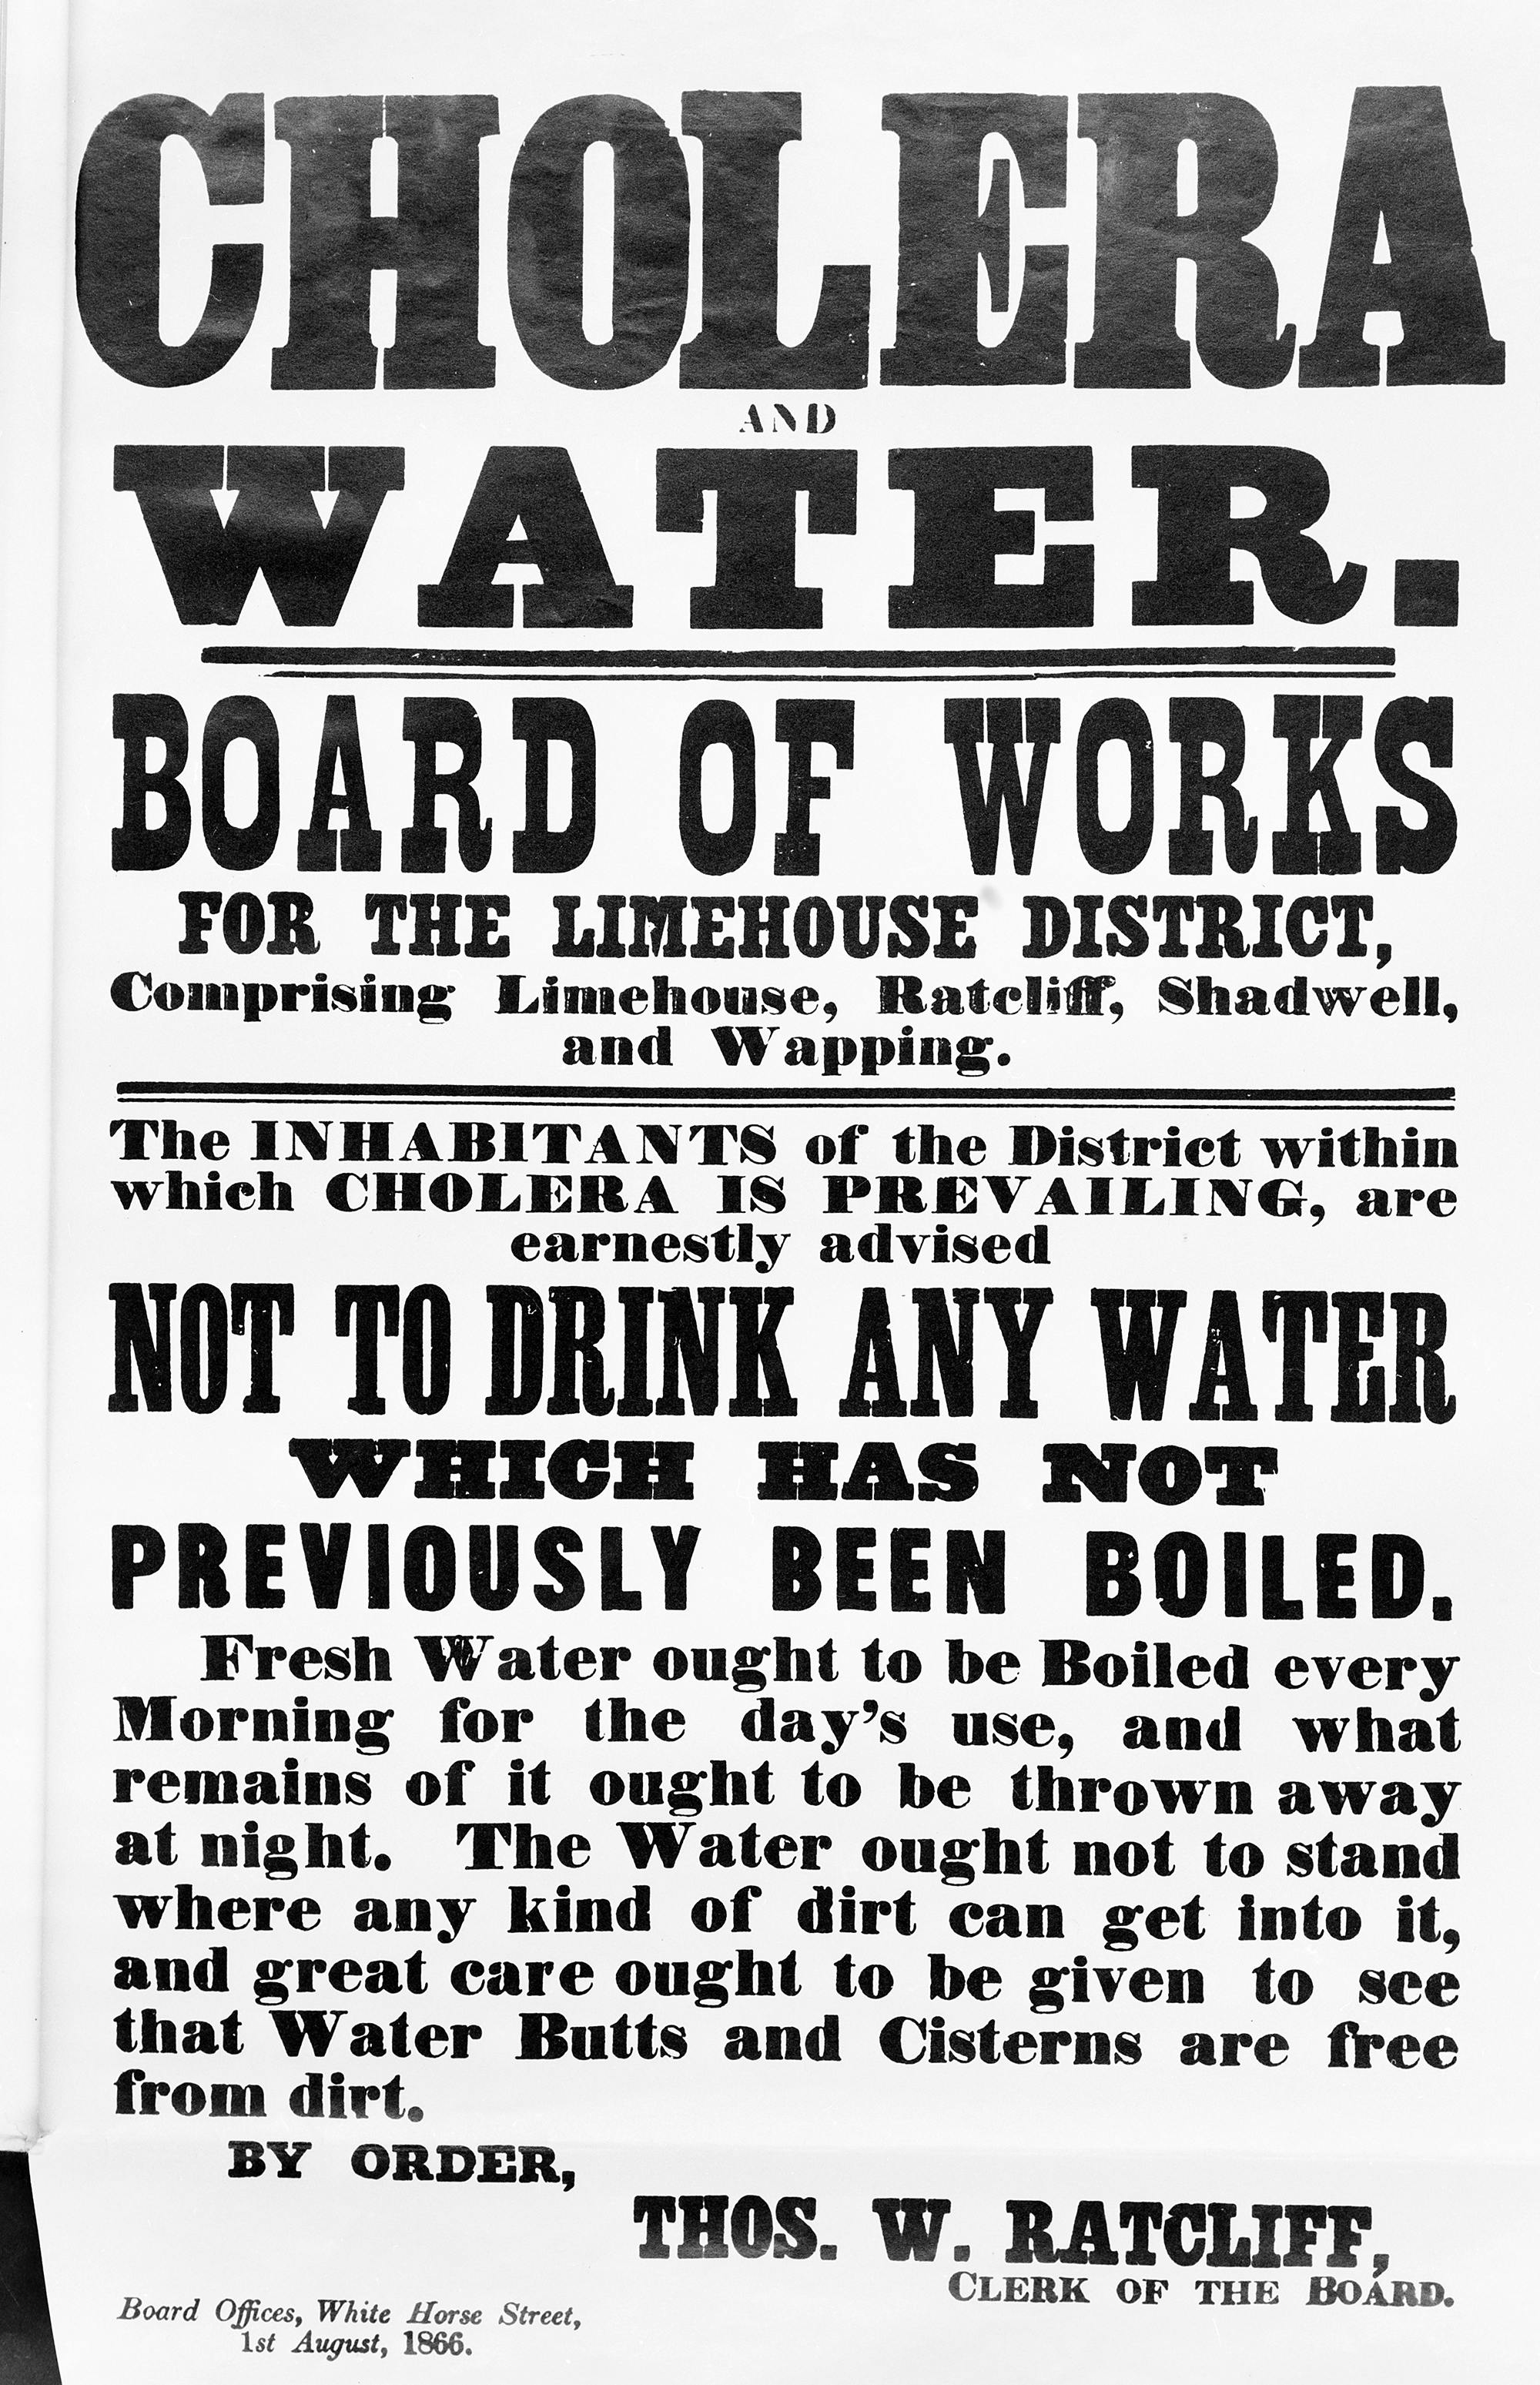 CHOLERA
AND
WATER.
BOARD OF WORKS
FOR THE LIMEHOUSE DISTRICT,
Comprising Limehouse, Ratcliff, Shadwell,
and Wapping.
The INHABITANTS of the District within
which CHOLERA IS PREVAILING, are
earnestly advised
NOT TO DRINK ANY WATER
WHICH HAS NOT
PREVIOUSLY BEEN BOILED.
Fresh Water ought to be Boiled every
Morning for the day's use, and what
remains of it ought to be thrown away
at night. The Water ought not to stand
where any kind of dirt can get into it,
and great care ought to be given to see
that Water Butts and Cisterns are free
from dirt.
BY ORDER,
THOS. W. RATCLIFF,
CLERK OF THE BOARD.
Board Offices, White Horse Street,
1st August, 1866.